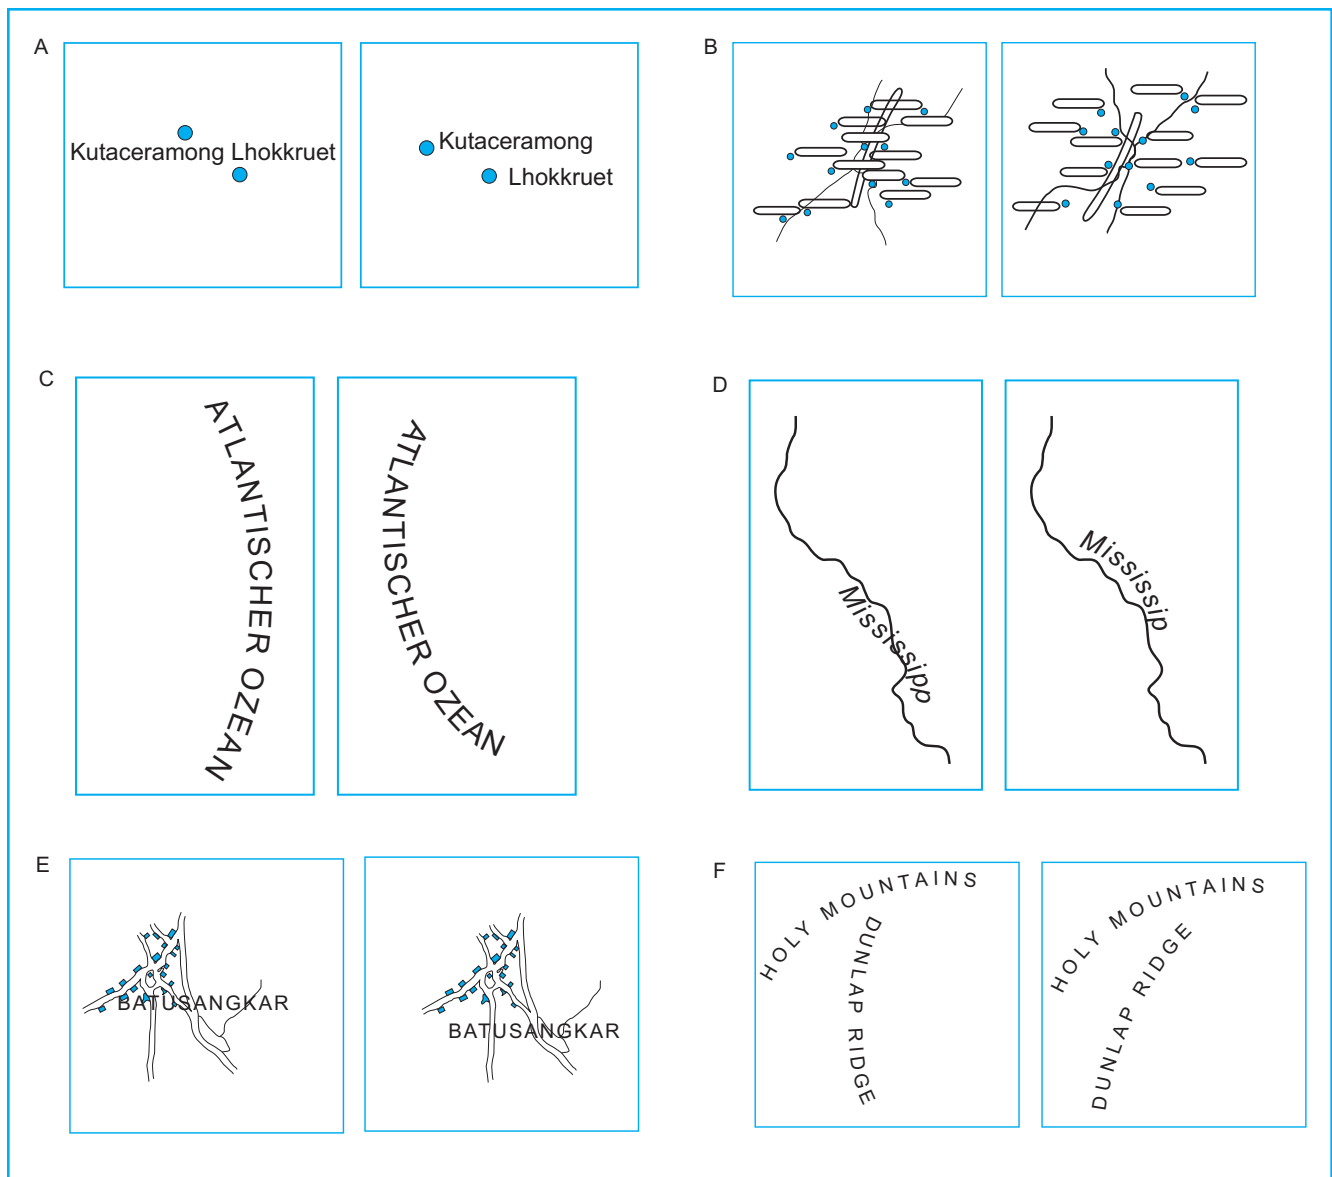 A
Kutaceramong Lhokkruet
Kutaceramong
Lhokkruet
B
C
ATLANTISCHER OZEAN
ATLANTISCHER OZEAN
D
Mississipp
Mississip
E
BATUSANGKAR
BATUSANGKAR
F
HOLY MOUNTAINS
DUNLAP RIDGE
HOLY MOUNTAINS
DUNLAP RIDGE